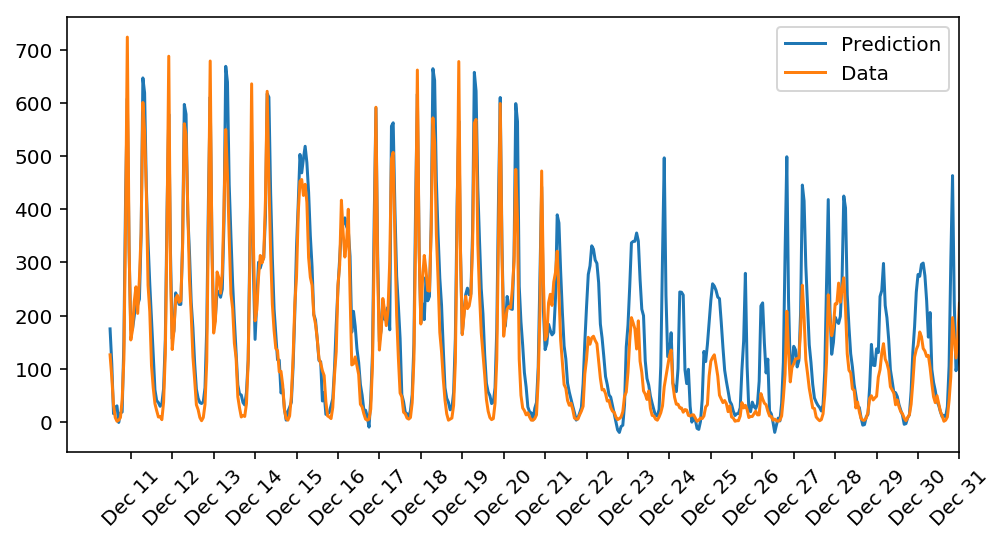 Prediction
Data
700
600
500
400
300
200
100
0
Dec 11
Dec 12
Dec 13
Dec 14
Dec 15
Dec 16
Dec 17
Dec 18
Dec 19
Dec 20
Dec 21
Dec 22
Dec 23
Dec 24
Dec 25
Dec 26
Dec 27
Dec 28
Dec 29
Dec 30
Dec 31